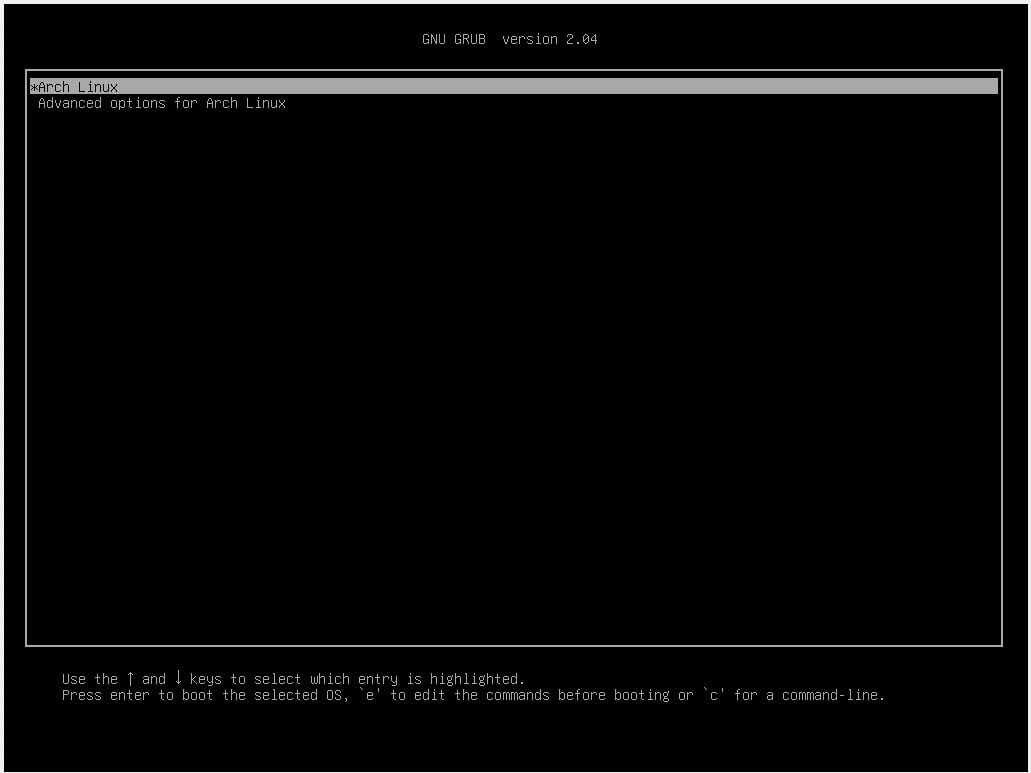 GNU GRUB  version 2.04
*Arch Linux
Advanced options for Arch Linux
Use the ↑ and ↓ keys to select which entry is highlighted.
Press enter to boot the selected OS, `e' to edit the commands before booting or `c' for a command-line.